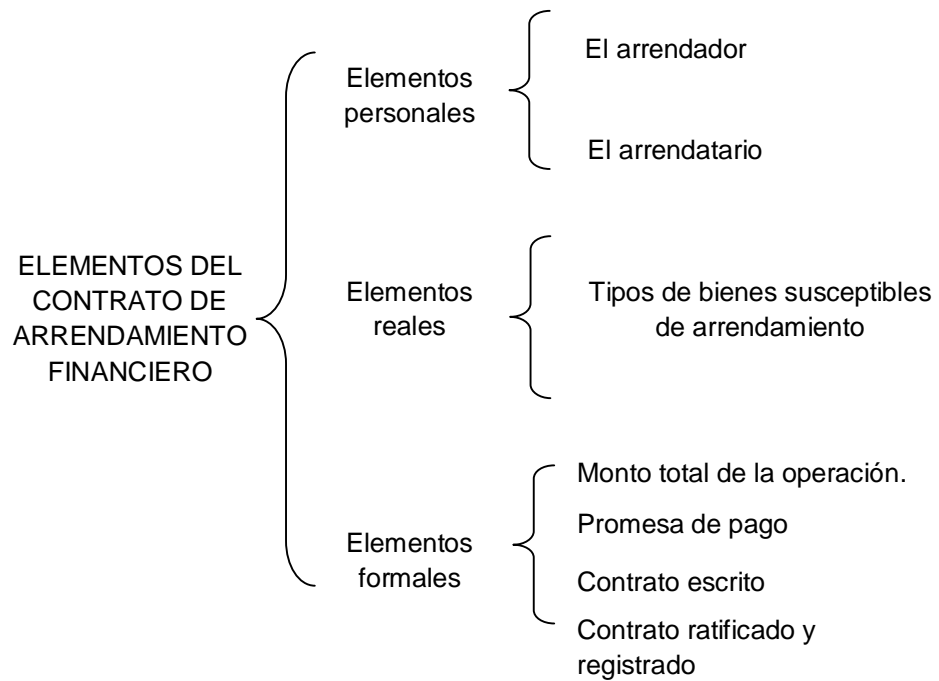 ELEMENTOS DEL
CONTRATO DE
ARRENDAMIENTO
FINANCIERO
Elementos
personales
El arrendador
El arrendatario
Elementos
reales
Tipos de bienes susceptibles
de arrendamiento
Elementos
formales
Monto total de la operación.
Promesa de pago
Contrato escrito
Contrato ratificado y
registrado